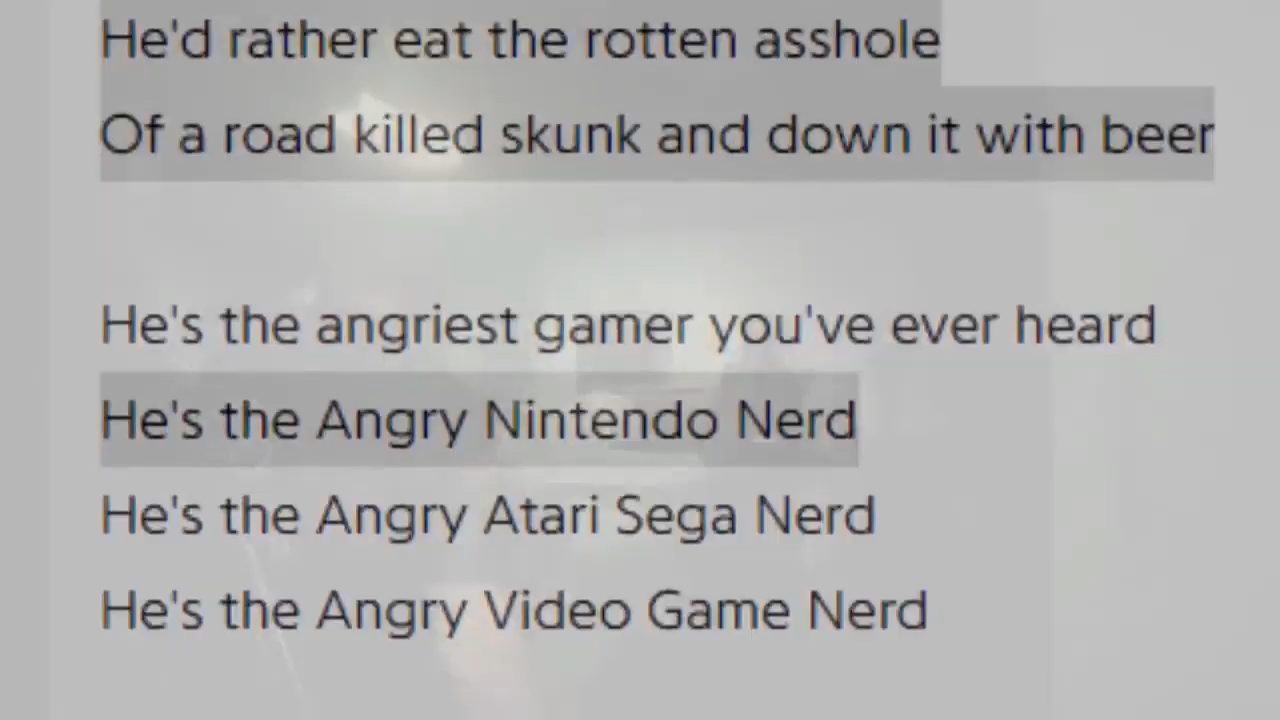 He'd rather eat the rotten asshole
Of a road killed skunk and down it with beer
He's the angriest gamer you've ever heard
He's the Angry Nintendo Nerd
He's the Angry Atari Sega Nerd
He's the Angry Video Game Nerd